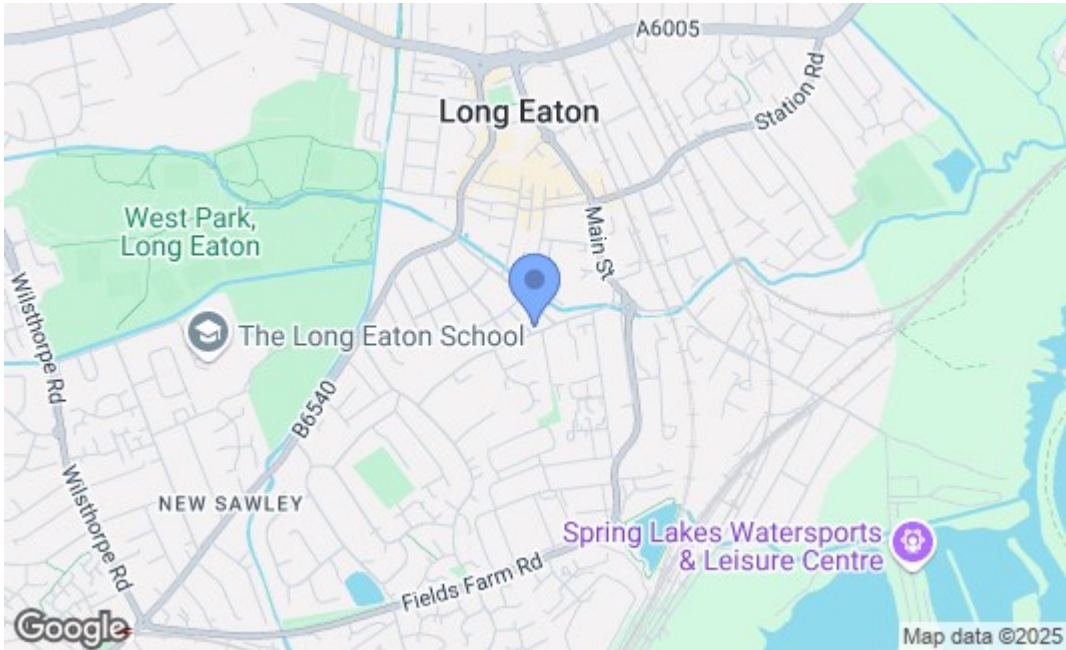 A6005
Long Eaton
Station Rd
West Park,
Long Eaton
Main St
Wilsthorpe Rd
The Long Eaton School
B6540
Wilsthorpe Rd
NEW SAWLEY
Spring Lakes Watersports
& Leisure Centre
Fields Farm Rd
Google
Map data ©2025